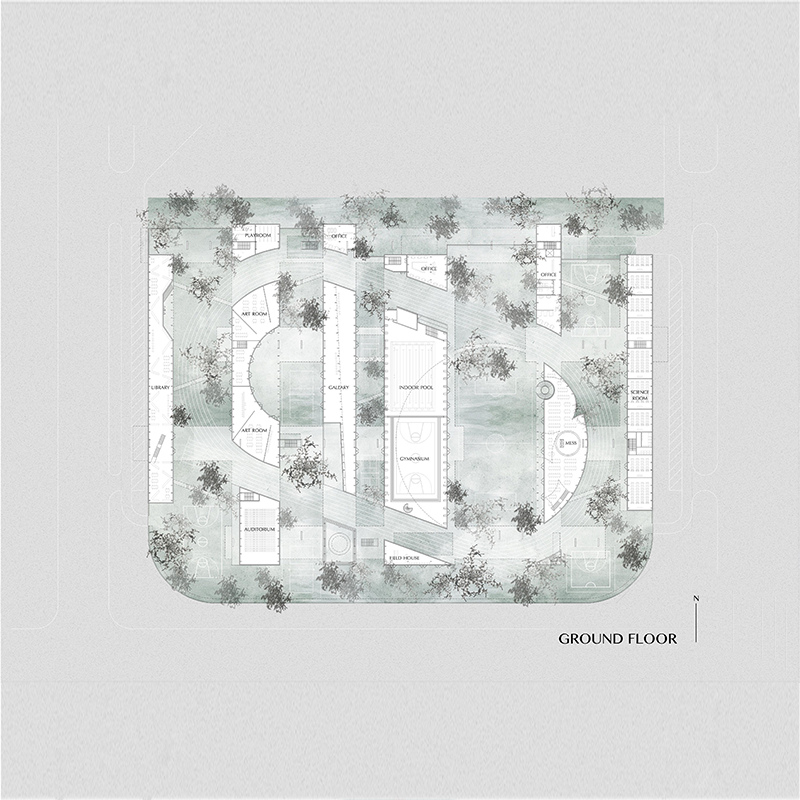 PLAYROOM
OFFICE
OFFICE
OFFICE
ART ROOM
LIBRARY
GALLARY
INDOOR POOL
SCIENCE
ROOM
ART ROOM
GYMNASIUM
MESS
AUDITORIUM
FIELD HOUSE
N
GROUND FLOOR